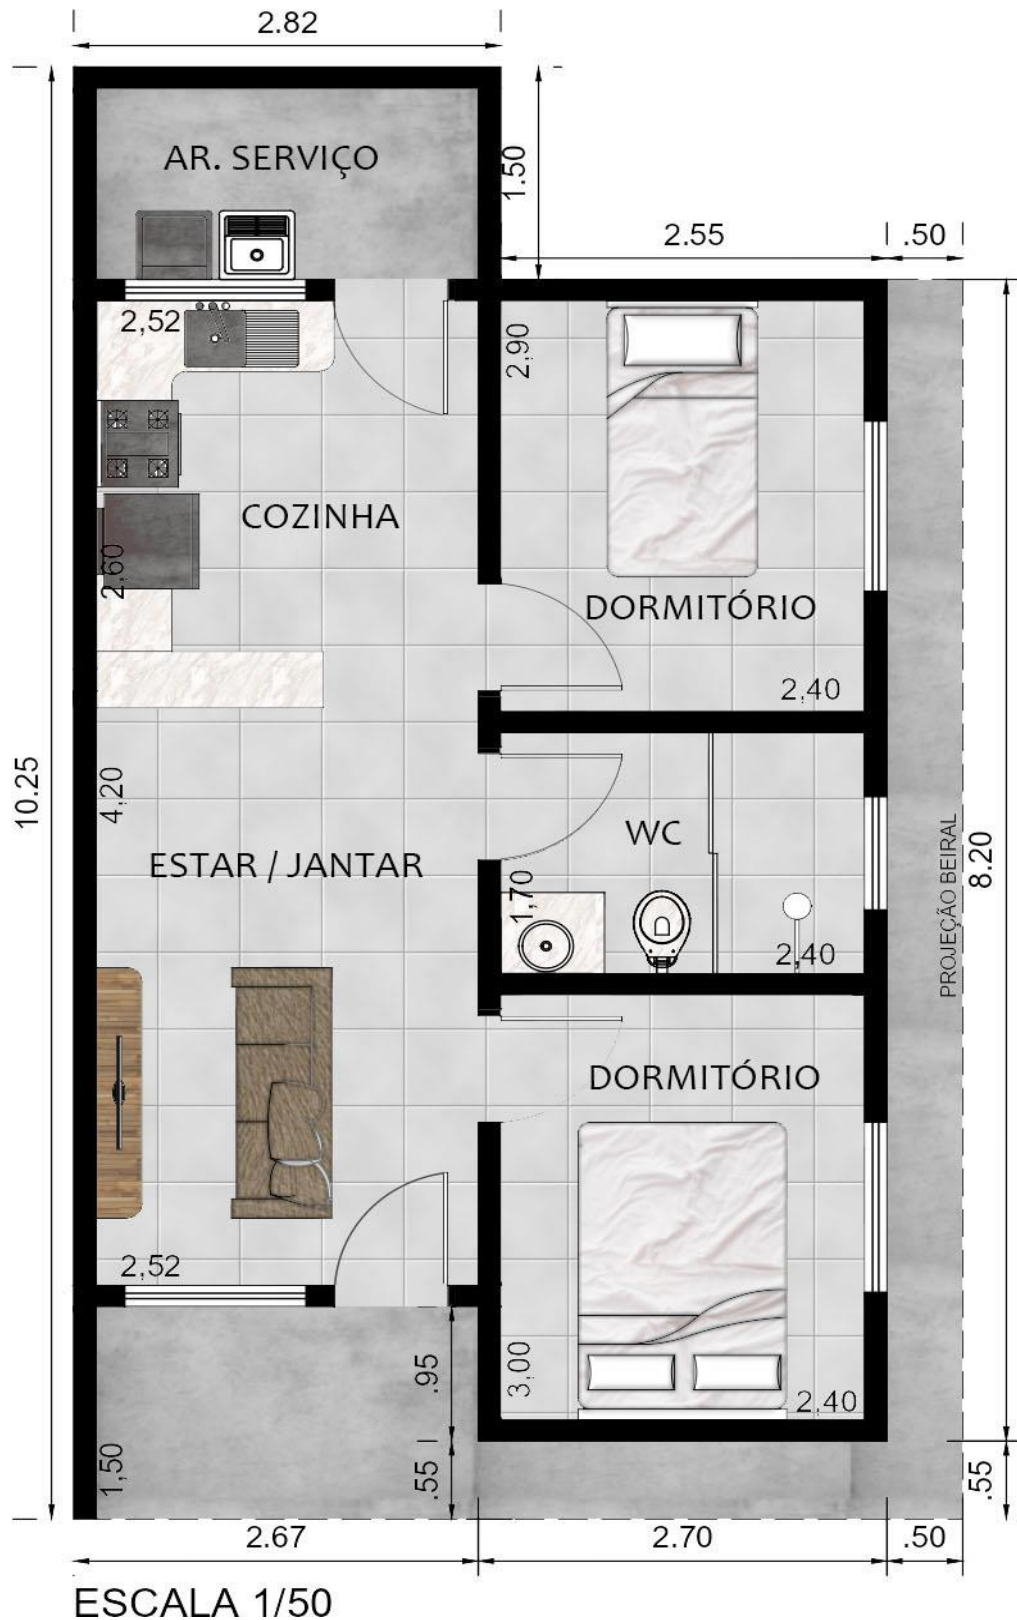 2.82
AR. SERVIÇO
1.50
2.55
.50
2,52
2,90
COZINHA
2,60
DORMITÓRIO
2,40
10.25
4,20
ESTAR / JANTAR
WC
1,70
2,40
PROJEÇÃO BEIRAL
8.20
DORMITÓRIO
2,52
.95
3,00
2,40
1,50
.55
.55
2.67
2.70
.50
ESCALA 1/50